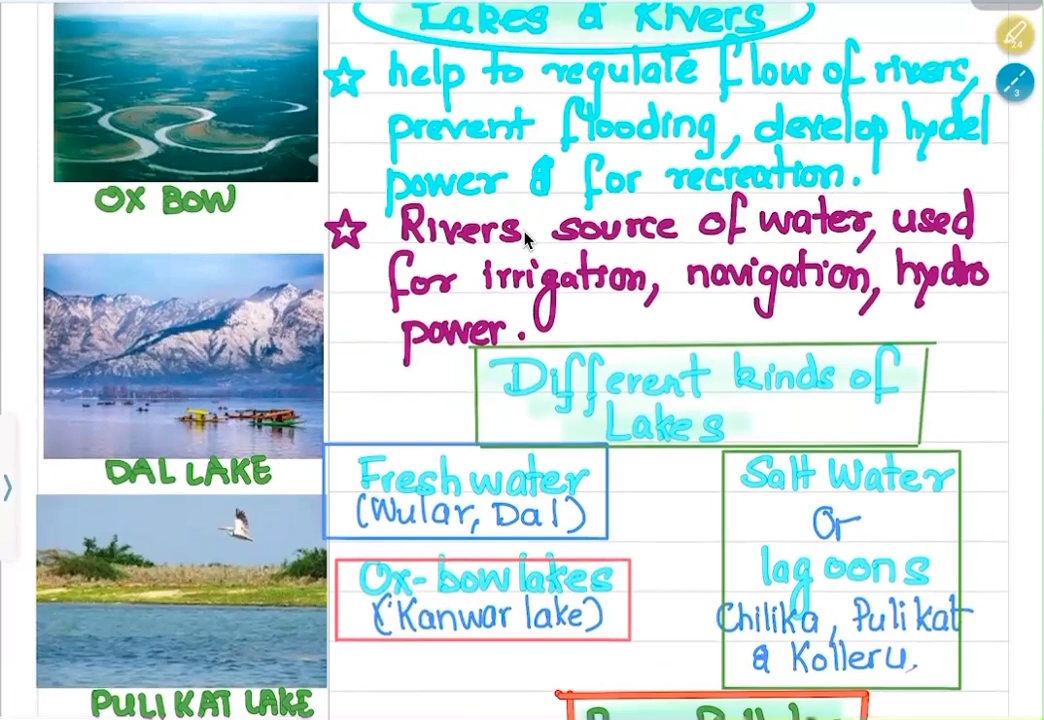 Lakes & Rivers
☆ help to regulate flow of rivers,
prevent flooding, develop hydel
power & for recreation.
☆ Rivers source of water, used
for irrigation, navigation, hydro
power.
OX BOW
DAL LAKE
PULIKAT LAKE
Different kinds of
Lakes
Fresh water
(Wular, Dal)
Ox-bow lakes
(Kanwar lake)
Salt Water
Or
lagoons
Chilika, Pulikat
& Kolleru,
24
3